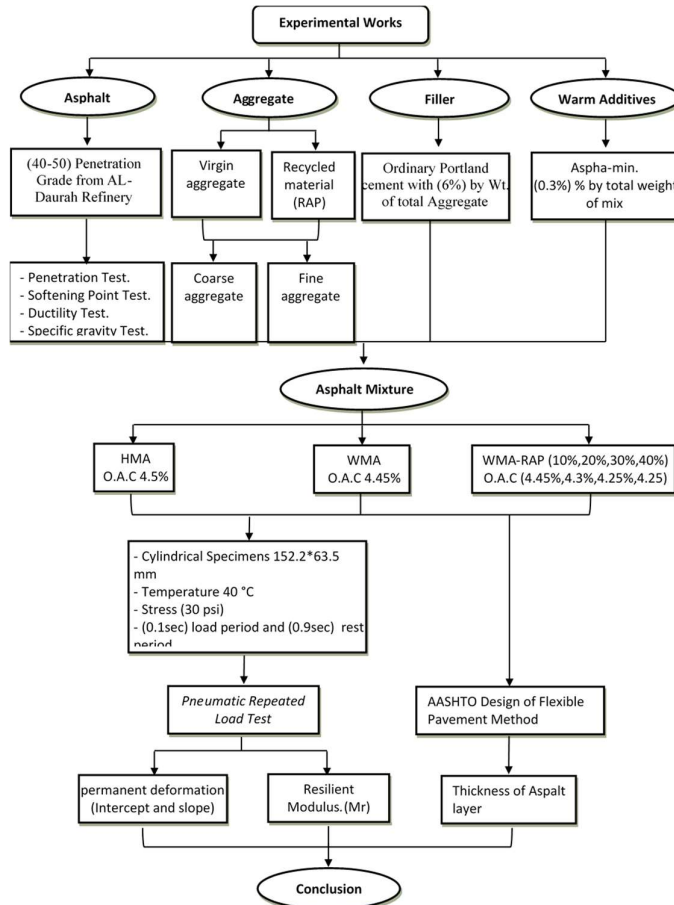 Experimental Works
Asphalt
Aggregate
Filler
Warm Additives
(40-50) Penetration
Grade from AL-
Daurah Refinery
Virgin
aggregate
Recycled
material
(RAP)
Ordinary Portland
cement with (6%) by Wt.
of total Aggregate
Aspha-min.
(0.3%) % by total weight
of mix
- Penetration Test.
- Softening Point Test.
- Ductility Test.
- Specific gravity Test.
Coarse
aggregate
Fine
aggregate
Asphalt Mixture
HMA
O.A.C 4.5%
WMA
O.A.C 4.45%
WMA-RAP (10%,20%,30%,40%)
O.A.C (4.45%,4.3%,4.25%,4.25)
- Cylindrical Specimens 152.2*63.5
mm
- Temperature 40 °C
- Stress (30 psi)
- (0.1sec) load period and (0.9sec) rest
period
Pneumatic Repeated
Load Test
AASHTO Design of Flexible
Pavement Method
permanent deformation
(Intercept and slope)
Resilient
Modulus.(Mr)
Thickness of Aspalt
layer
Conclusion